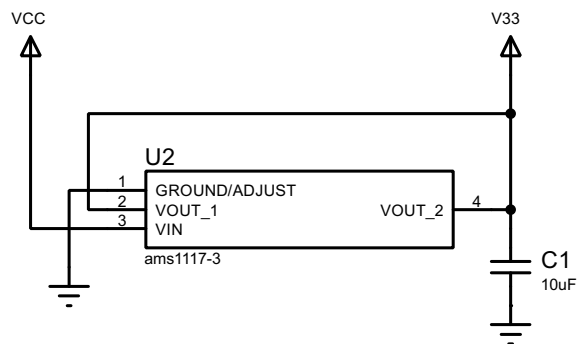 VCC
V33
U2
1
GROUND/ADJUST
2
VOUT_1
VOUT_2
4
3
VIN
ams1117-3
C1
10uF